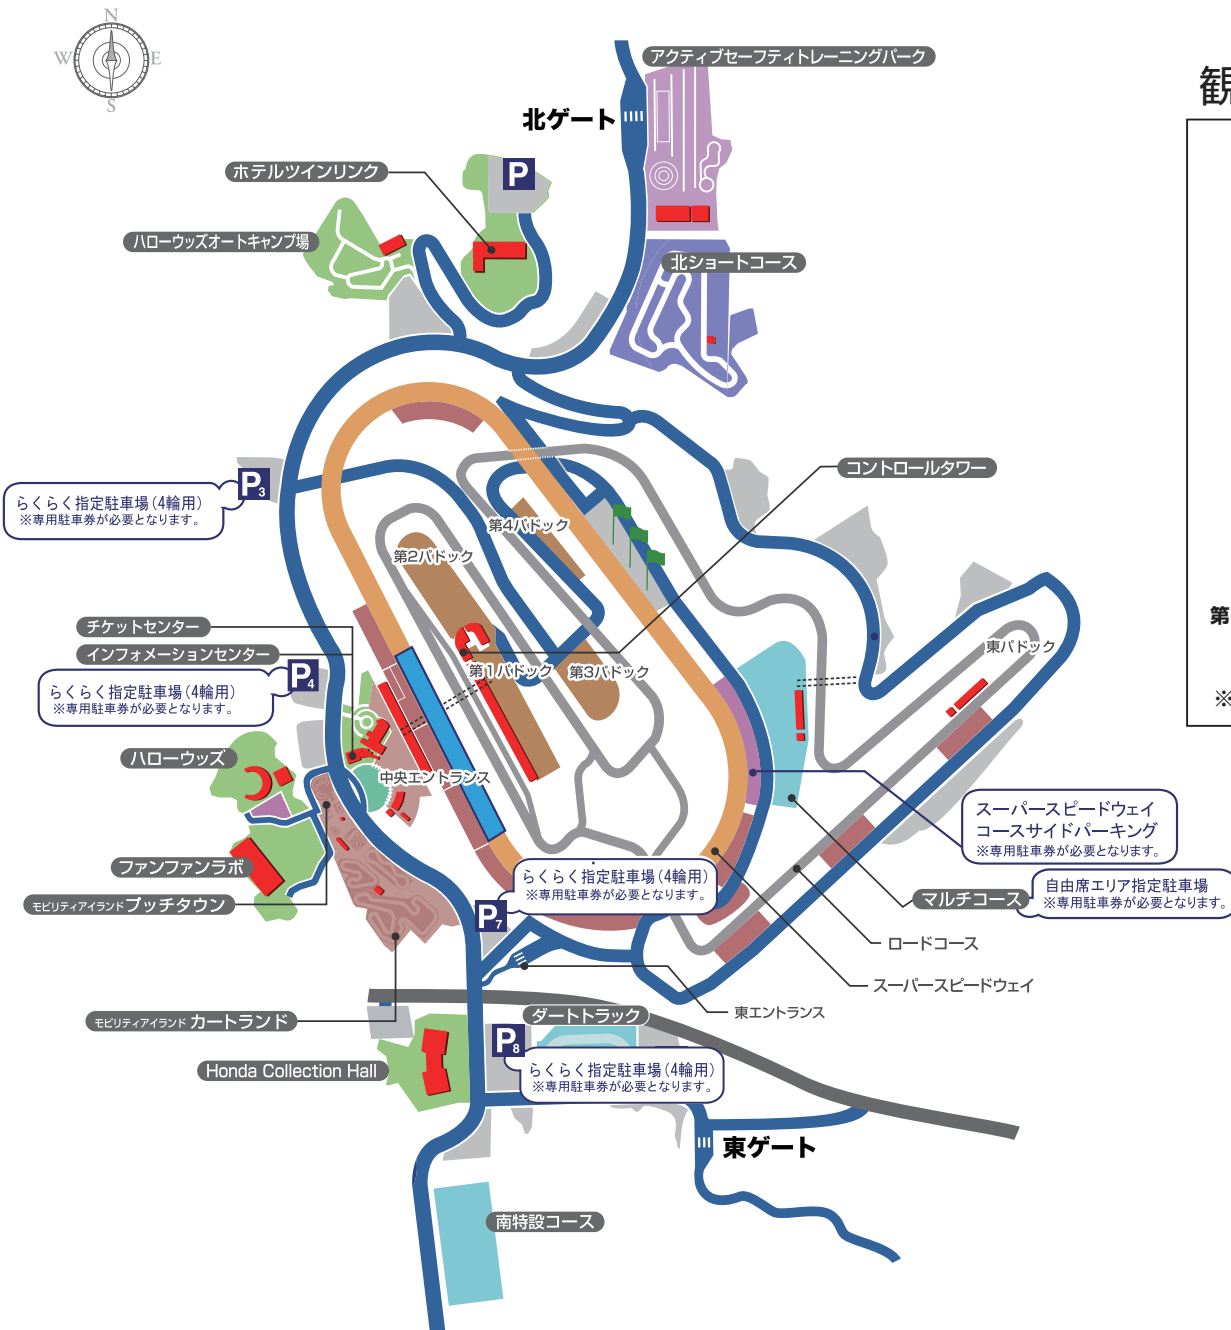 N
W E
S
アクティブセーフティトレーニングパーク
観
北ゲート
P
ホテルツインリンク
ハローウッズオートキャンプ場
北ショートコース
コントロールタワー
P3
らくらく指定駐車場(4輪用)
※専用駐車券が必要となります。
第4パドック
第2パドック
第
チケットセンター
インフォメーションセンター
東パドック
第1パドック
第3パドック
P4
らくらく指定駐車場(4輪用)
※専用駐車券が必要となります。
※
ハローウッズ
中央エントランス
スーパースピードウェイ
コースサイドパーキング
※専用駐車券が必要となります。
ファンファンラボ
らくらく指定駐車場(4輪用)
※専用駐車券が必要となります。
自由席エリア指定駐車場
※専用駐車券が必要となります。
マルチコース
モビリティアイランドプッチタウン
P7
ロードコース
スーパースピードウェイ
東エントランス
モビリティアイランド カートランド
ダートトラック
P8
Honda Collection Hall
らくらく指定駐車場(4輪用)
※専用駐車券が必要となります。
東ゲート
南特設コース